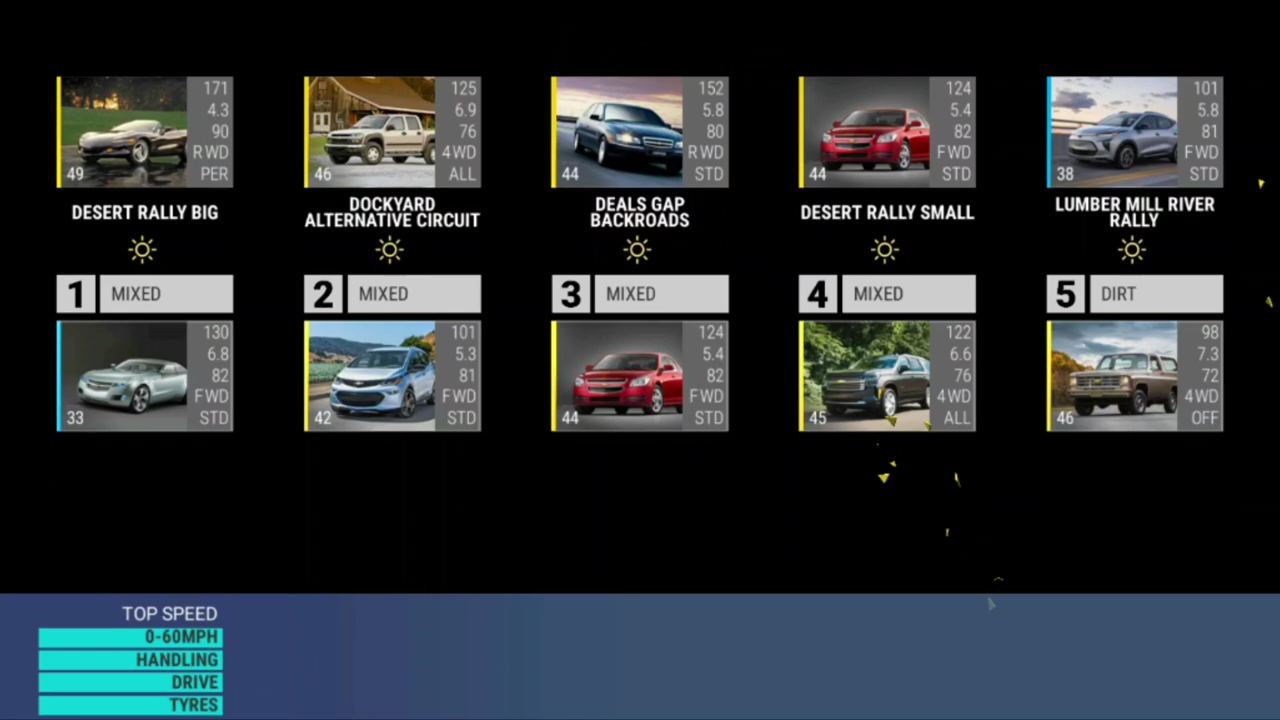 171
4.3
90
RWD
49 PER
125
6.9
76
4WD
46 ALL
152
5.8
80
RWD
44 STD
124
5.4
82
FWD
44 STD
101
5.8
81
FWD
38 STD
DESERT RALLY BIG
DOCKYARD
ALTERNATIVE CIRCUIT
DEALS GAP
BACKROADS
DESERT RALLY SMALL
LUMBER MILL RIVER
RALLY
1 MIXED
2 MIXED
3 MIXED
4 MIXED
5 DIRT
130
6.8
82
FWD
33 STD
101
5.3
81
FWD
42 STD
124
5.4
82
FWD
44 STD
122
6.6
76
4WD
45 ALL
98
7.3
72
4WD
46 OFF
TOP SPEED
0-60MPH
HANDLING
DRIVE
TYRES